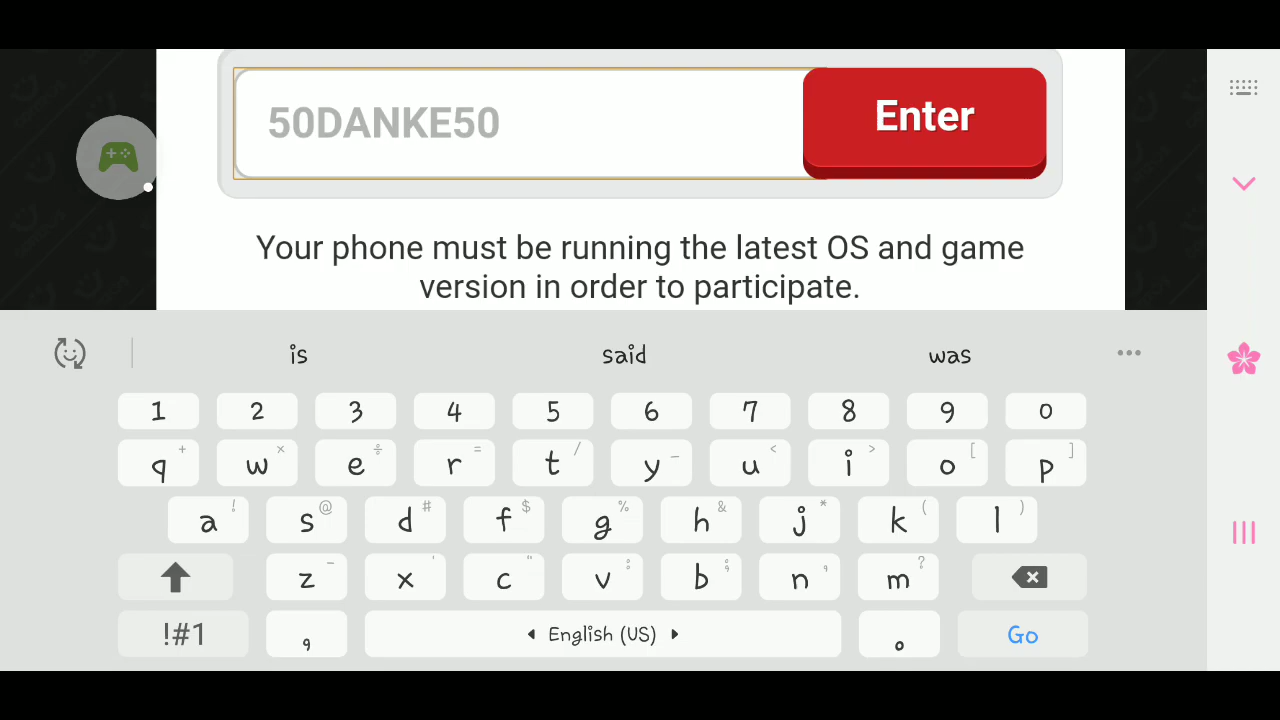 50DANKE50
Enter
Your phone must be running the latest OS and game
version in order to participate.
is said was
1 2 3 4 5 6 7 8 9 0
q + w × e ÷ r = t / y _ u < i > o [ p ]
a ! s @ d # f $ g % h & j * k ( l )
z - x ' c " v : b ; n , m ?
!#1 , English (US) . Go